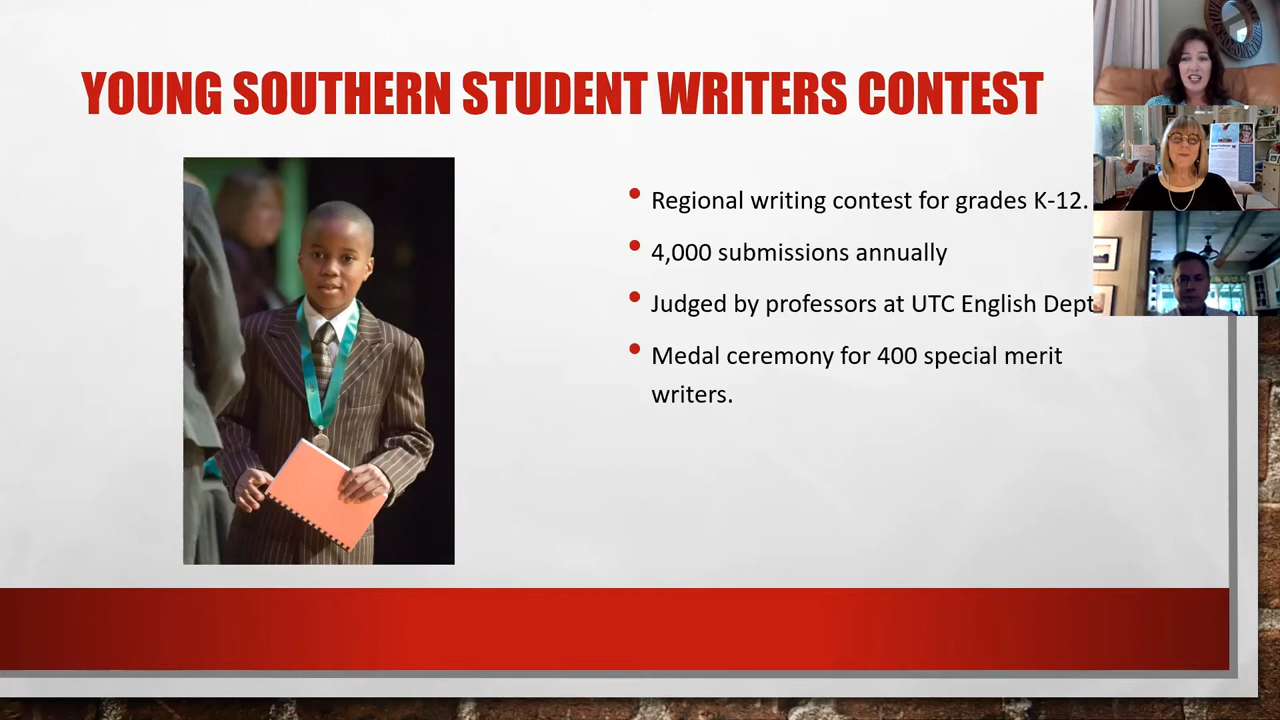 YOUNG SOUTHERN STUDENT WRITERS CONTEST
Regional writing contest for grades K-12.
4,000 submissions annually
Judged by professors at UTC English Dept
Medal ceremony for 400 special merit
writers.